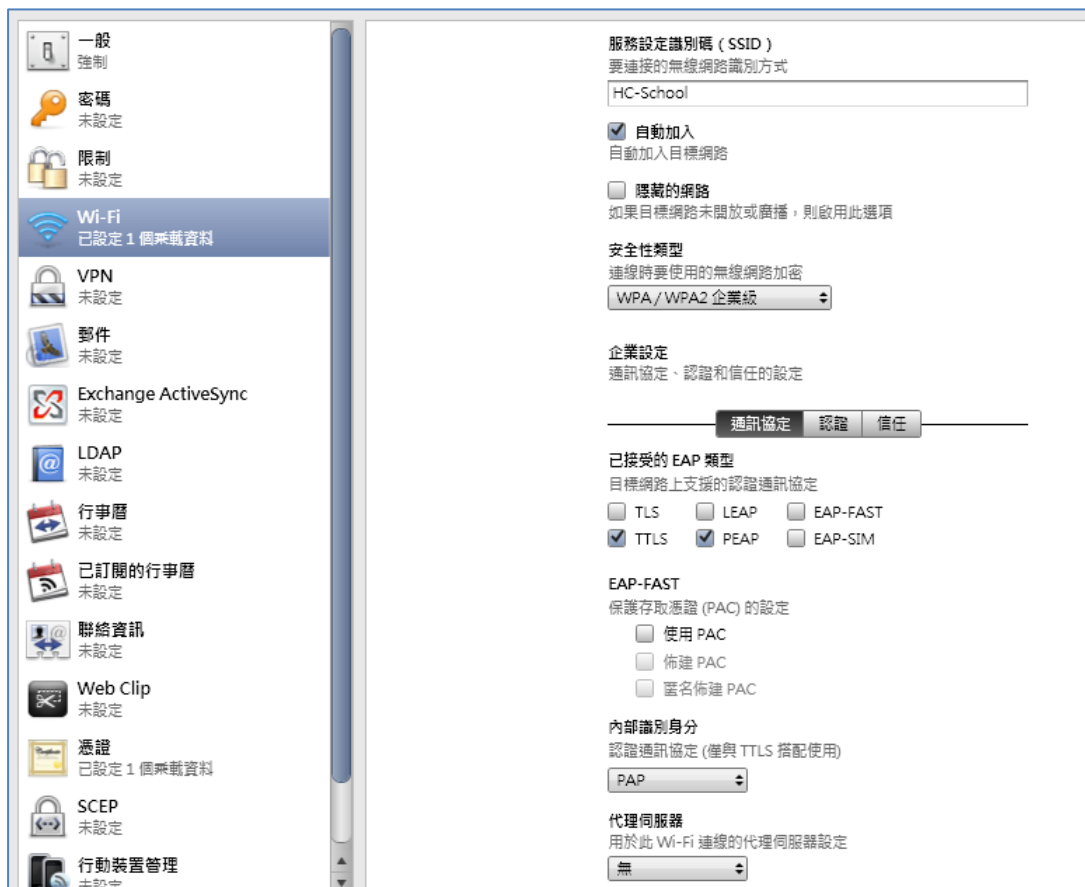 一般
強制
密碼
未設定
限制
未設定
Wi-Fi
已設定 1 個乘載資料
VPN
未設定
郵件
未設定
Exchange ActiveSync
未設定
LDAP
未設定
行事曆
未設定
已訂閱的行事曆
未設定
聯絡資訊
未設定
Web Clip
未設定
憑證
已設定 1 個乘載資料
SCEP
未設定
行動裝置管理
未設定
服務設定識別碼 ( SSID )
要連接的無線網路識別方式
HC-School
自動加入
自動加入目標網路
隱藏的網路
如果目標網路未開放或廣播，則啟用此選項
安全性類型
連線時要使用的無線網路加密
WPA / WPA2 企業級
企業設定
通訊協定、認證和信任的設定
通訊協定 認證 信任
已接受的 EAP 類型
目標網路上支援的認證通訊協定
TLS LEAP EAP-FAST
TTLS PEAP EAP-SIM
EAP-FAST
保護存取憑證 (PAC) 的設定
使用 PAC
佈建 PAC
匿名佈建 PAC
內部識別身分
認證通訊協定 (僅與 TTLS 搭配使用)
PAP
代理伺服器
用於此 Wi-Fi 連線的代理伺服器設定
無